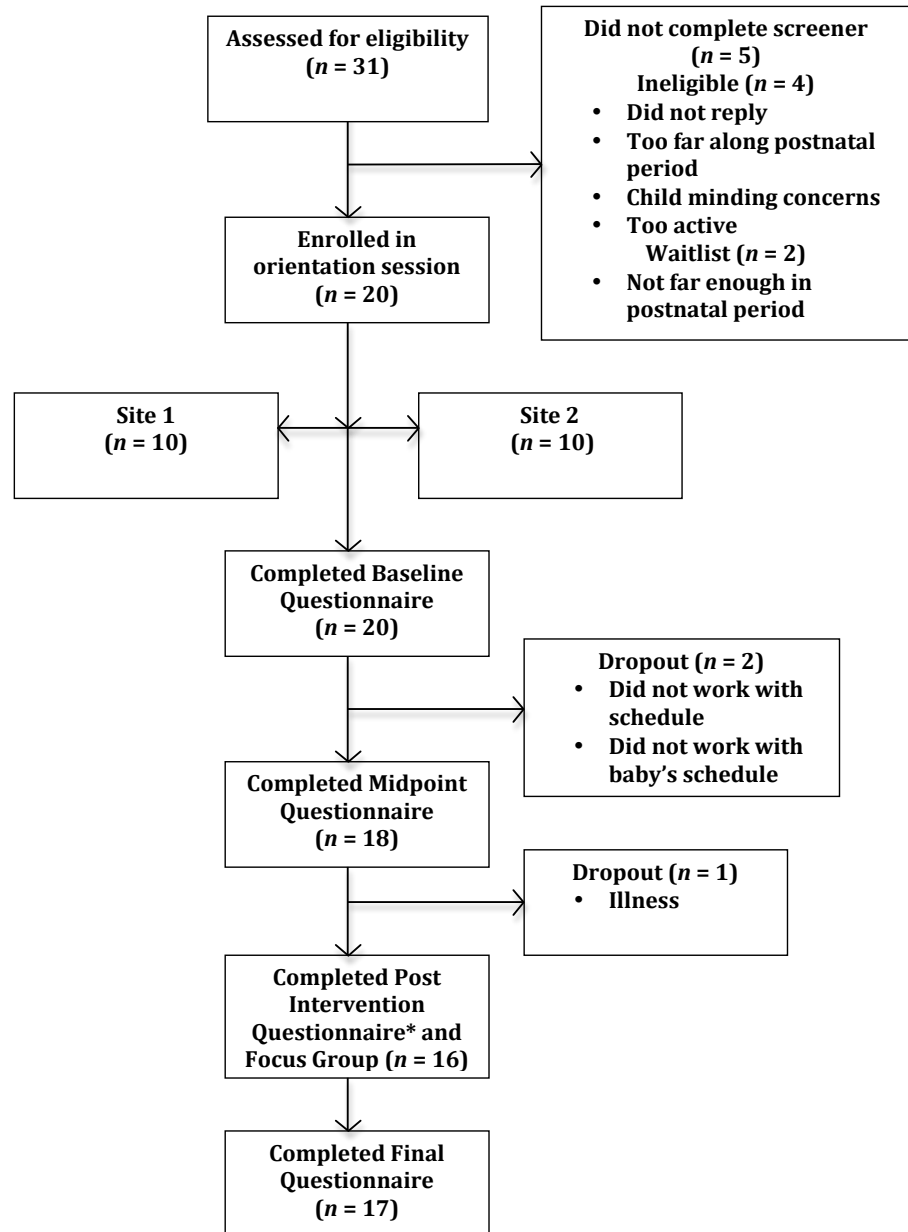 Assessed for eligibility
(n = 31)
Did not complete screener
(n = 5)
Ineligible (n = 4)
• Did not reply
• Too far along postnatal
period
• Child minding concerns
• Too active
Waitlist (n = 2)
• Not far enough in
postnatal period
Enrolled in
orientation session
(n = 20)
Site 1
(n = 10)
Site 2
(n = 10)
Completed Baseline
Questionnaire
(n = 20)
Dropout (n = 2)
• Did not work with
schedule
• Did not work with
baby’s schedule
Completed Midpoint
Questionnaire
(n = 18)
Dropout (n = 1)
• Illness
Completed Post
Intervention
Questionnaire* and
Focus Group (n = 16)
Completed Final
Questionnaire
(n = 17)